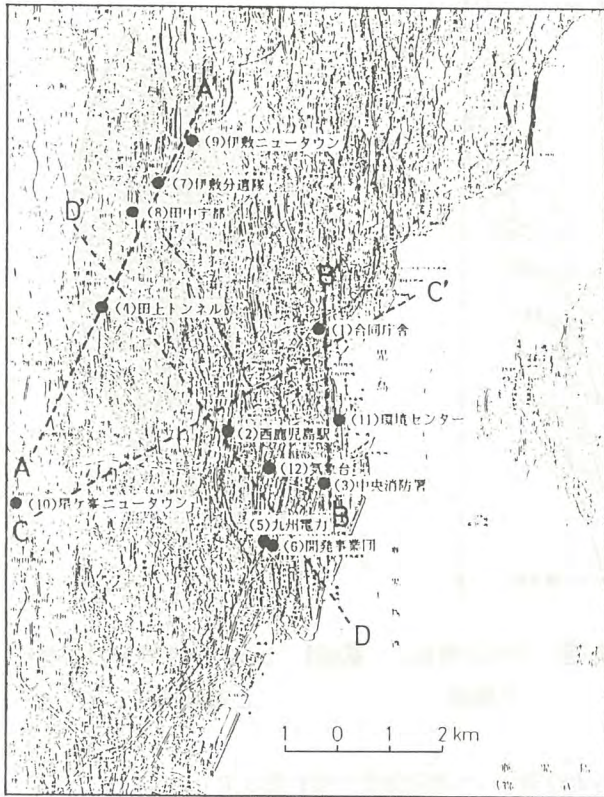 A'
(9)伊敷ニュータウン
(7)伊敷分遣隊
D'
(8)田中宇都
B'
C'
(4)田上トンネル
(1)合同庁舎
(11)環境センター
(2)西鹿児島駅
A
(12)気象台
(3)中央消防署
(10)星ケ峯ニュータウン
C
(5)九州電力
B
(6)開発事業団
D
1 0 1 2 km